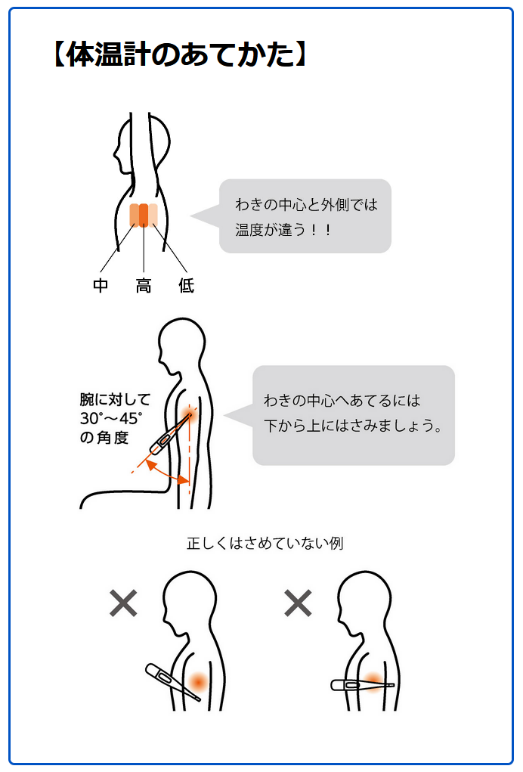 【体温計のあてかた】
わきの中心と外側では
温度が違う！！
中 高 低
腕に対して
30°～45°
の角度
わきの中心へあてるには
下から上にはさみましょう。
正しくはさめていない例